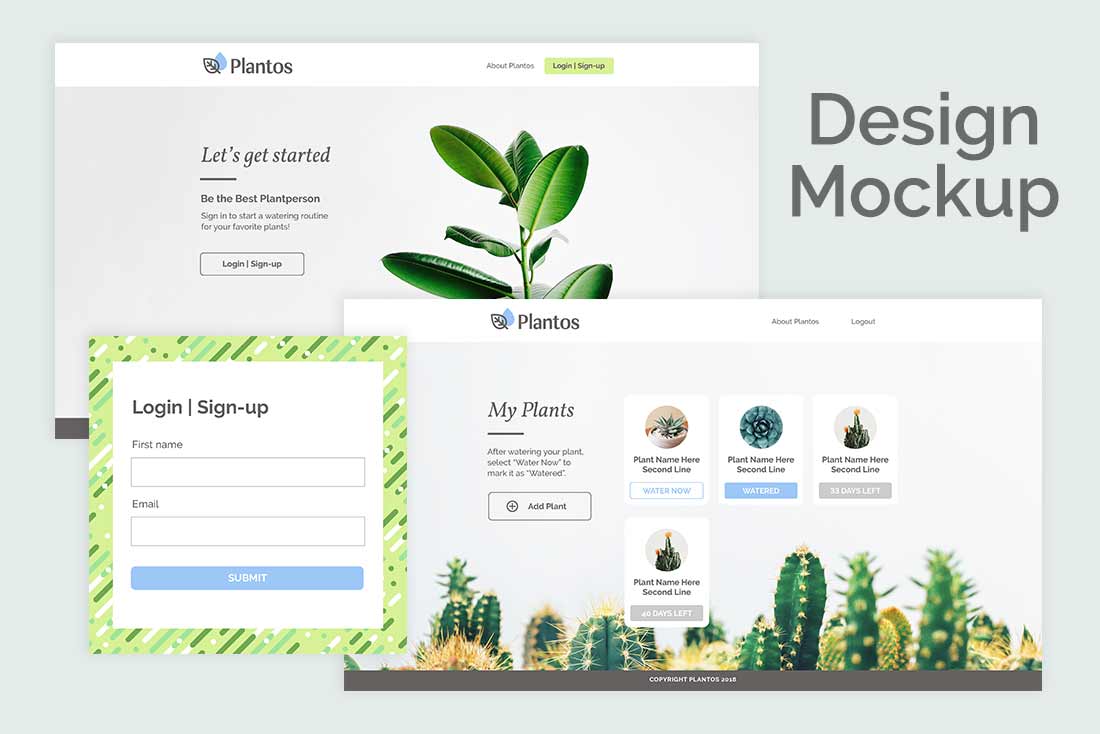 Plantos
About Plantos
Login | Sign-up
Let's get started
Be the Best Plantperson
Sign in to start a watering routine
for your favorite plants!
Login | Sign-up
Design
Mockup
Login | Sign-up
First name
Email
SUBMIT
Plantos
About Plantos
Logout
My Plants
After watering your plant,
select “Water Now” to
mark it as “Watered”.
Add Plant
Plant Name Here
Second Line
WATER NOW
Plant Name Here
Second Line
WATERED
Plant Name Here
Second Line
33 DAYS LEFT
Plant Name Here
Second Line
40 DAYS LEFT
COPYRIGHT PLANTOS 2018